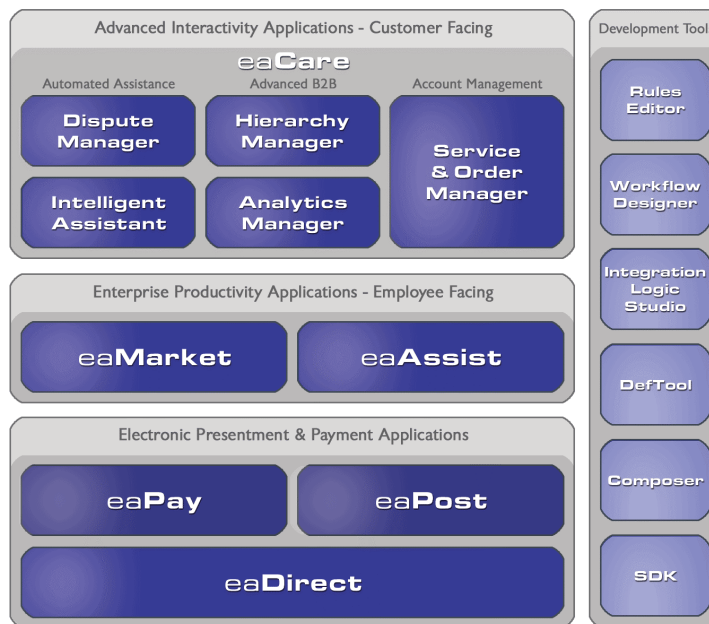 Advanced Interactivity Applications - Customer Facing
eaCare
Automated Assistance
Advanced B2B
Account Management
Dispute
Manager
Hierarchy
Manager
Service
& Order
Manager
Intelligent
Assistant
Analytics
Manager
Enterprise Productivity Applications - Employee Facing
eaMarket
eaAssist
Electronic Presentment & Payment Applications
eaPay
eaPost
eaDirect
Development Tool
Rules
Editor
Workflow
Designer
Integration
Logic
Studio
DefTool
Composer
SDK